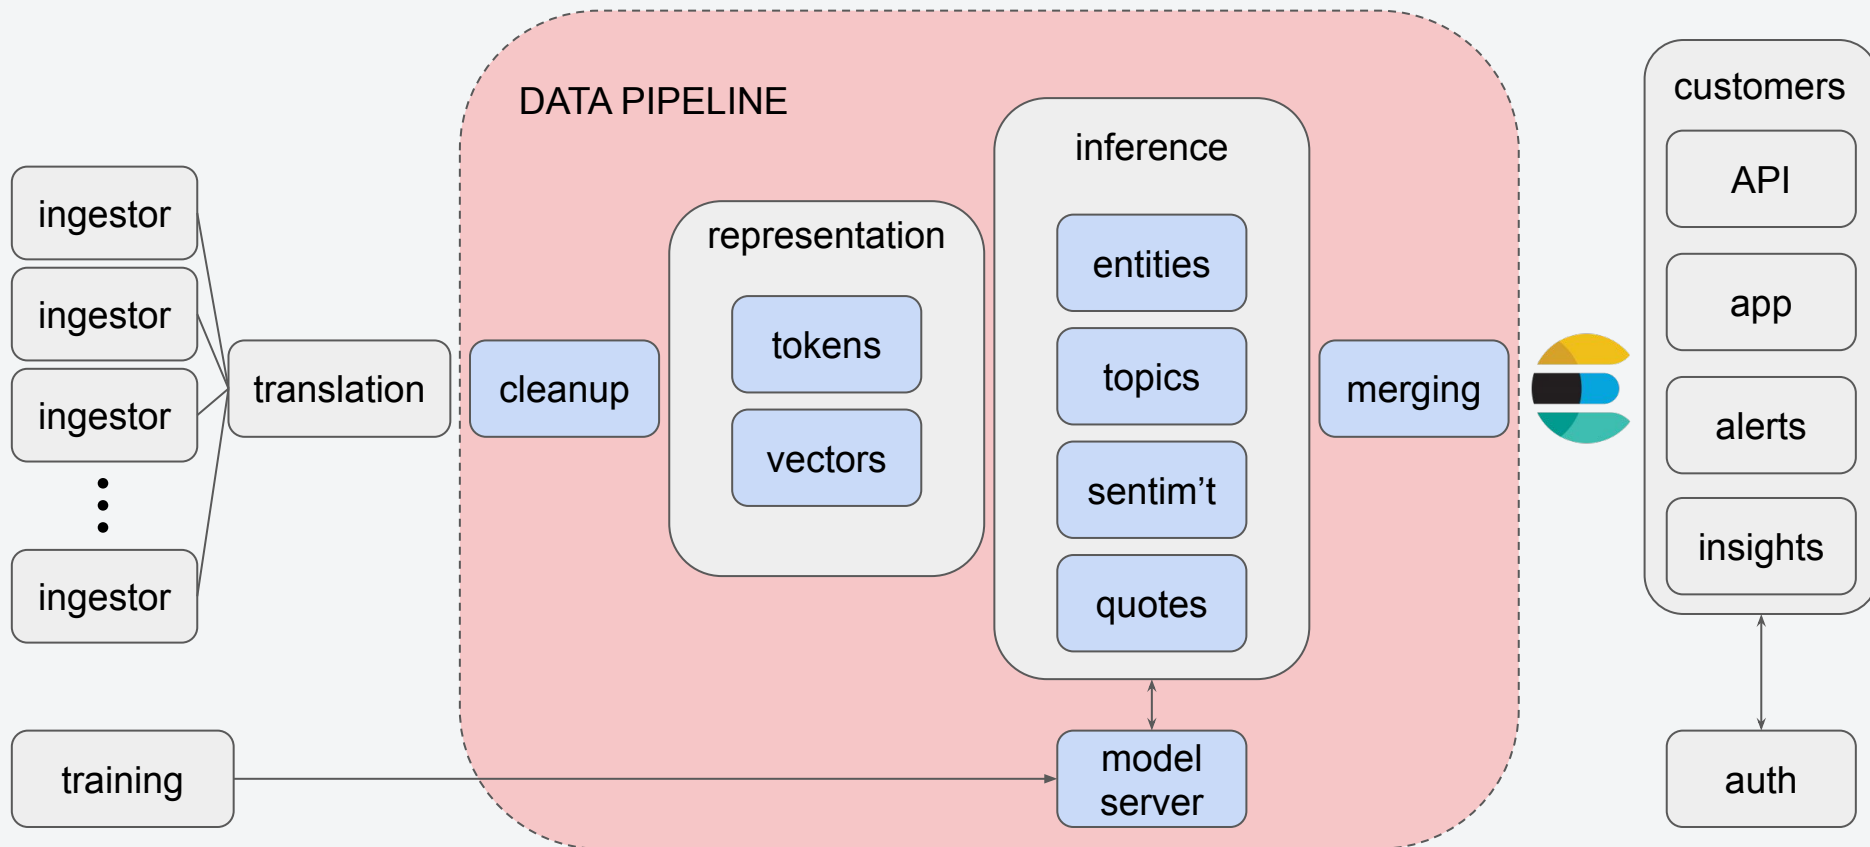 DATA PIPELINE
ingestor
ingestor
ingestor
ingestor
translation
cleanup
representation
tokens
vectors
inference
entities
topics
sentim’t
quotes
merging
customers
API
app
alerts
insights
training
model
server
auth